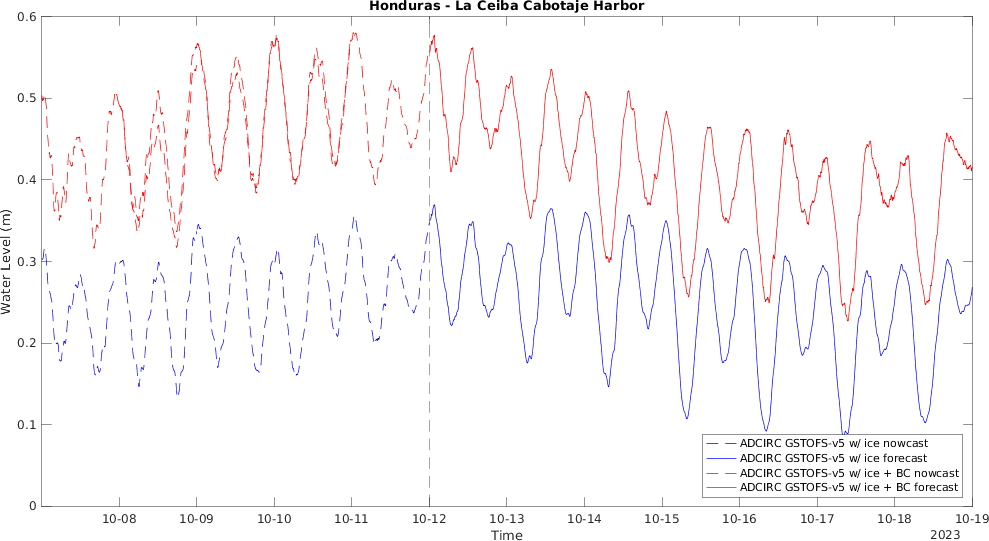 Honduras - La Ceiba Cabotaje Harbor
0.6
0.5
0.4
0.3
0.2
0.1
0
Water Level (m)
10-08 10-09 10-10 10-11 10-12 10-13 10-14 10-15 10-16 10-17 10-18 10-19
Time
2023
ADCIRC GSTOFS-v5 w/ ice nowcast
ADCIRC GSTOFS-v5 w/ ice forecast
ADCIRC GSTOFS-v5 w/ ice + BC nowcast
ADCIRC GSTOFS-v5 w/ ice + BC forecast